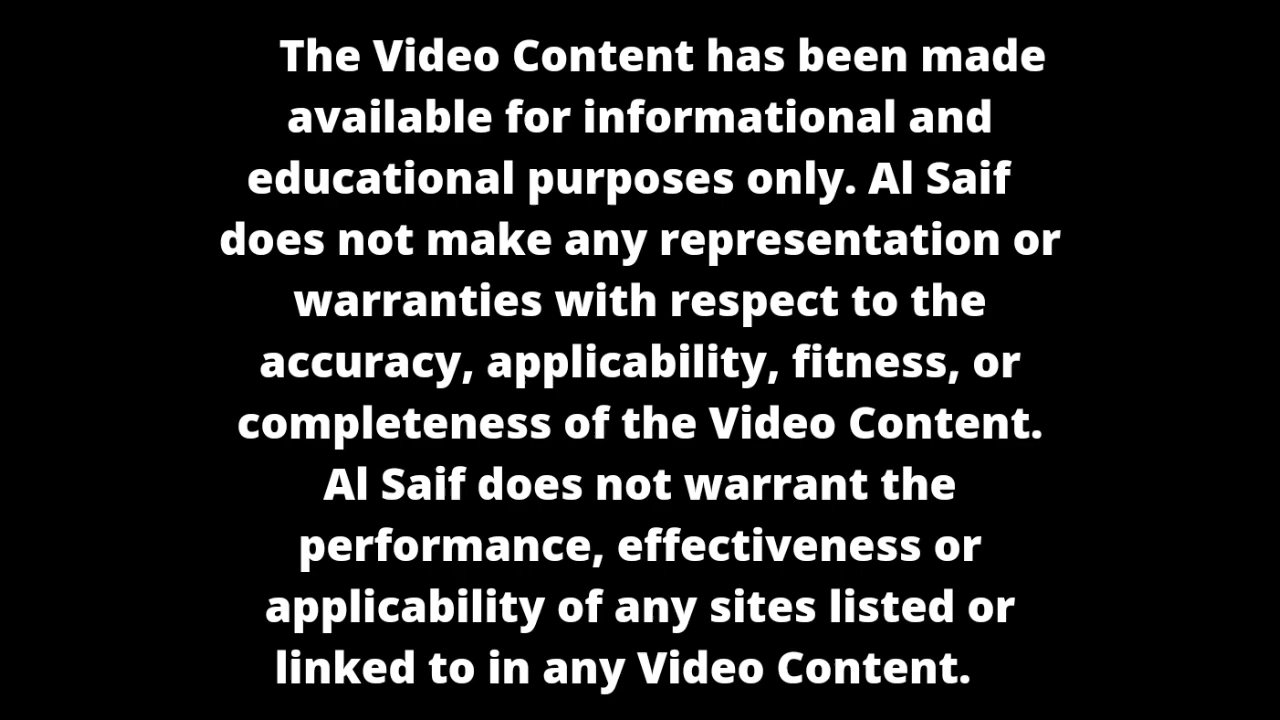 The Video Content has been made
available for informational and
educational purposes only. Al Saif
does not make any representation or
warranties with respect to the
accuracy, applicability, fitness, or
completeness of the Video Content.
Al Saif does not warrant the
performance, effectiveness or
applicability of any sites listed or
linked to in any Video Content.